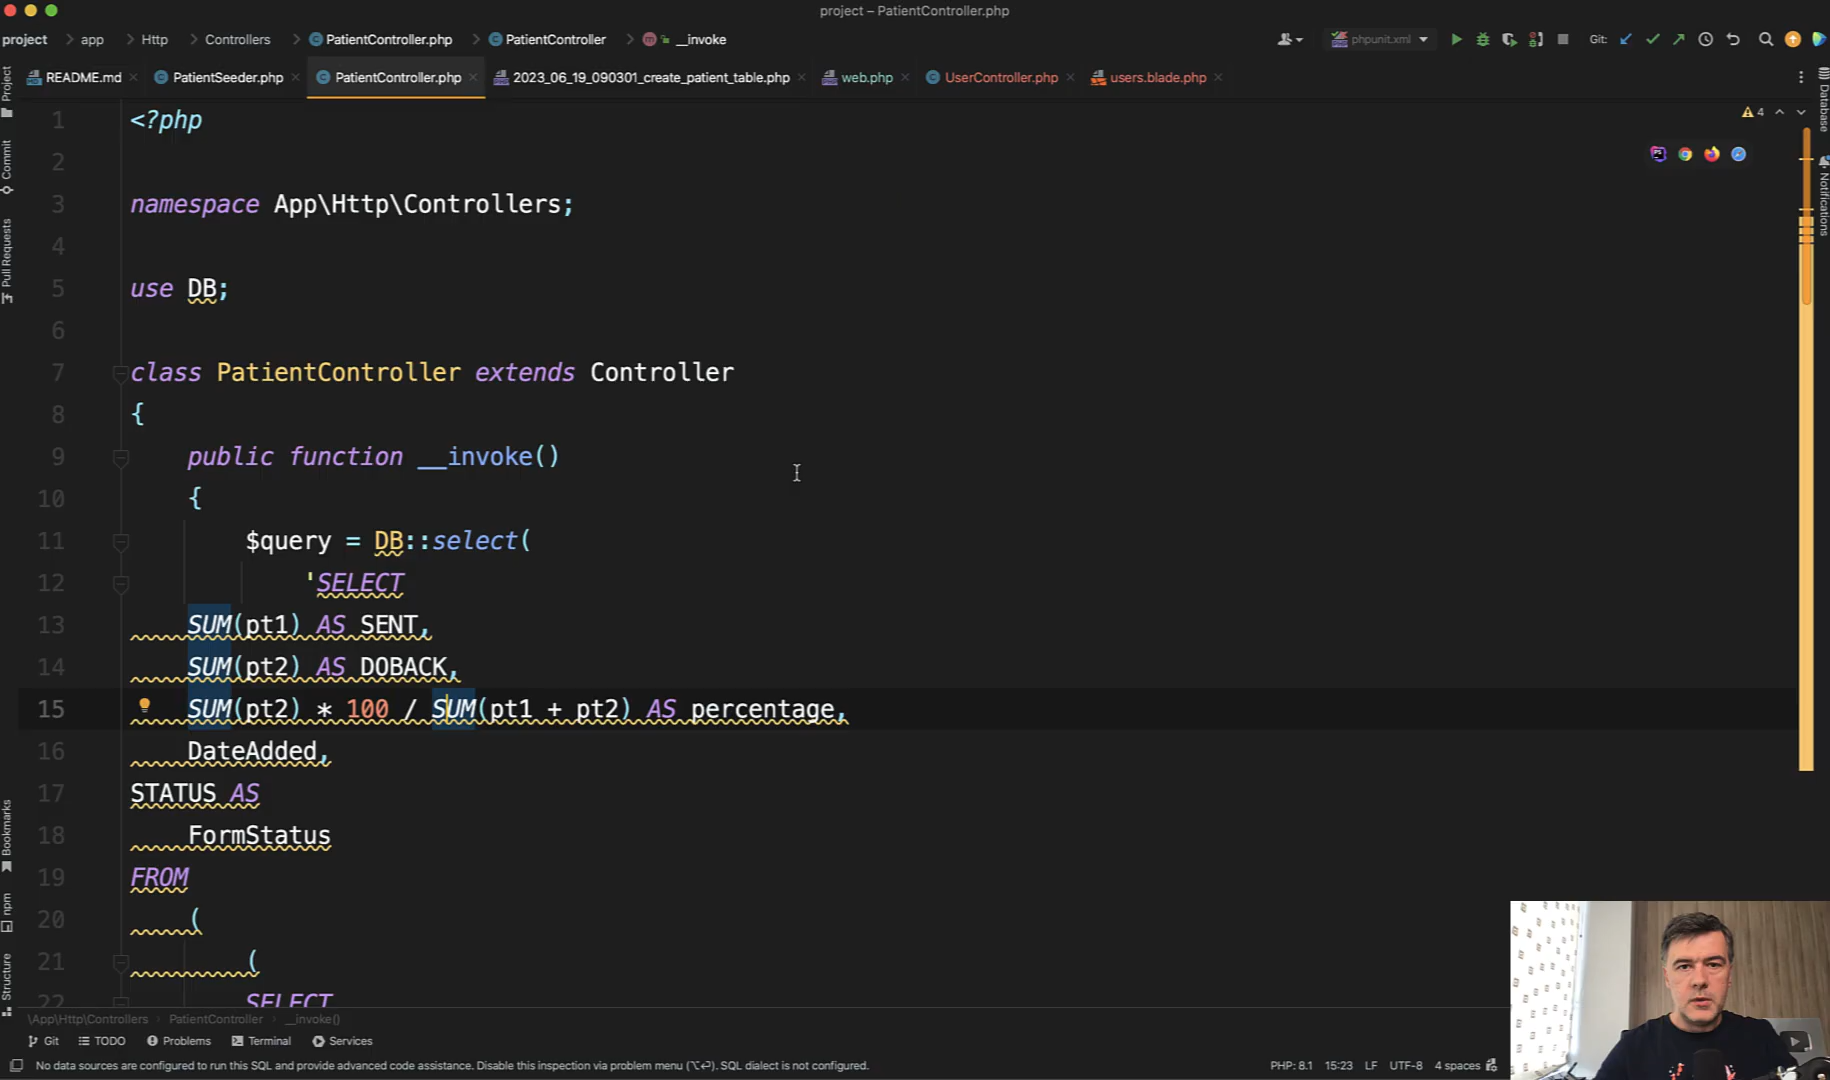 project – PatientController.php
project app Http Controllers PatientController.php PatientController __invoke phpunit.xml Git:
README.md PatientSeeder.php PatientController.php 2023_06_19_090301_create_patient_table.php web.php UserController.php users.blade.php
Project
Commit
Pull Requests
Bookmarks
npm
Structure
Database
Notifications
4
1 <?php
2
3 namespace App\Http\Controllers;
4
5 use DB;
6
7 class PatientController extends Controller
8 {
9 public function __invoke()
10 {
11 $query = DB::select(
12 'SELECT
13 SUM(pt1) AS SENT,
14 SUM(pt2) AS DOBACK,
15 SUM(pt2) * 100 / SUM(pt1 + pt2) AS percentage,
16 DateAdded,
17 STATUS AS
18 FormStatus
19 FROM
20 (
21 (
22 SELECT
\App\Http\Controllers PatientController __invoke()
Git TODO Problems Terminal Services
No data sources are configured to run this SQL and provide advanced code assistance. Disable this inspection via problem menu (⌥⏎). SQL dialect is not configured. PHP: 8.1 15:23 LF UTF-8 4 spaces